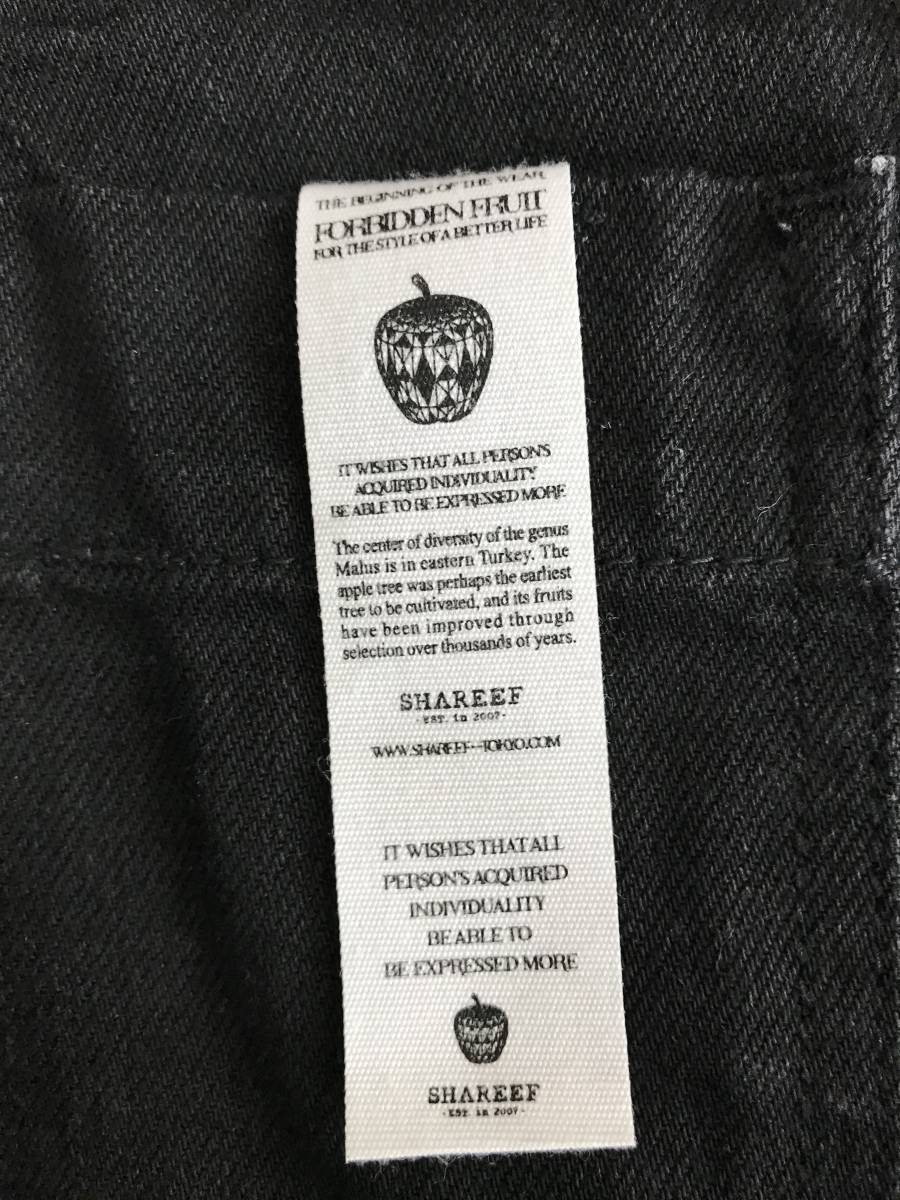 THE BEGINNING OF THE WEAR
FORBIDDEN FRUIT
FOR THE STYLE OF A BETTER LIFE
IT WISHES THAT ALL PERSON'S
ACQUIRED INDIVIDUALITY
BE ABLE TO BE EXPRESSED MORE
The center of diversity of the genus
Malus is in eastern Turkey. The
apple tree was perhaps the earliest
tree to be cultivated, and its fruits
have been improved through
selection over thousands of years.
SHAREEF
·EST. in 2007·
WWW.SHAREEF--TOKYO.COM
IT WISHES THAT ALL
PERSON'S ACQUIRED
INDIVIDUALITY
BE ABLE TO
BE EXPRESSED MORE
SHAREEF
·EST. in 2007·